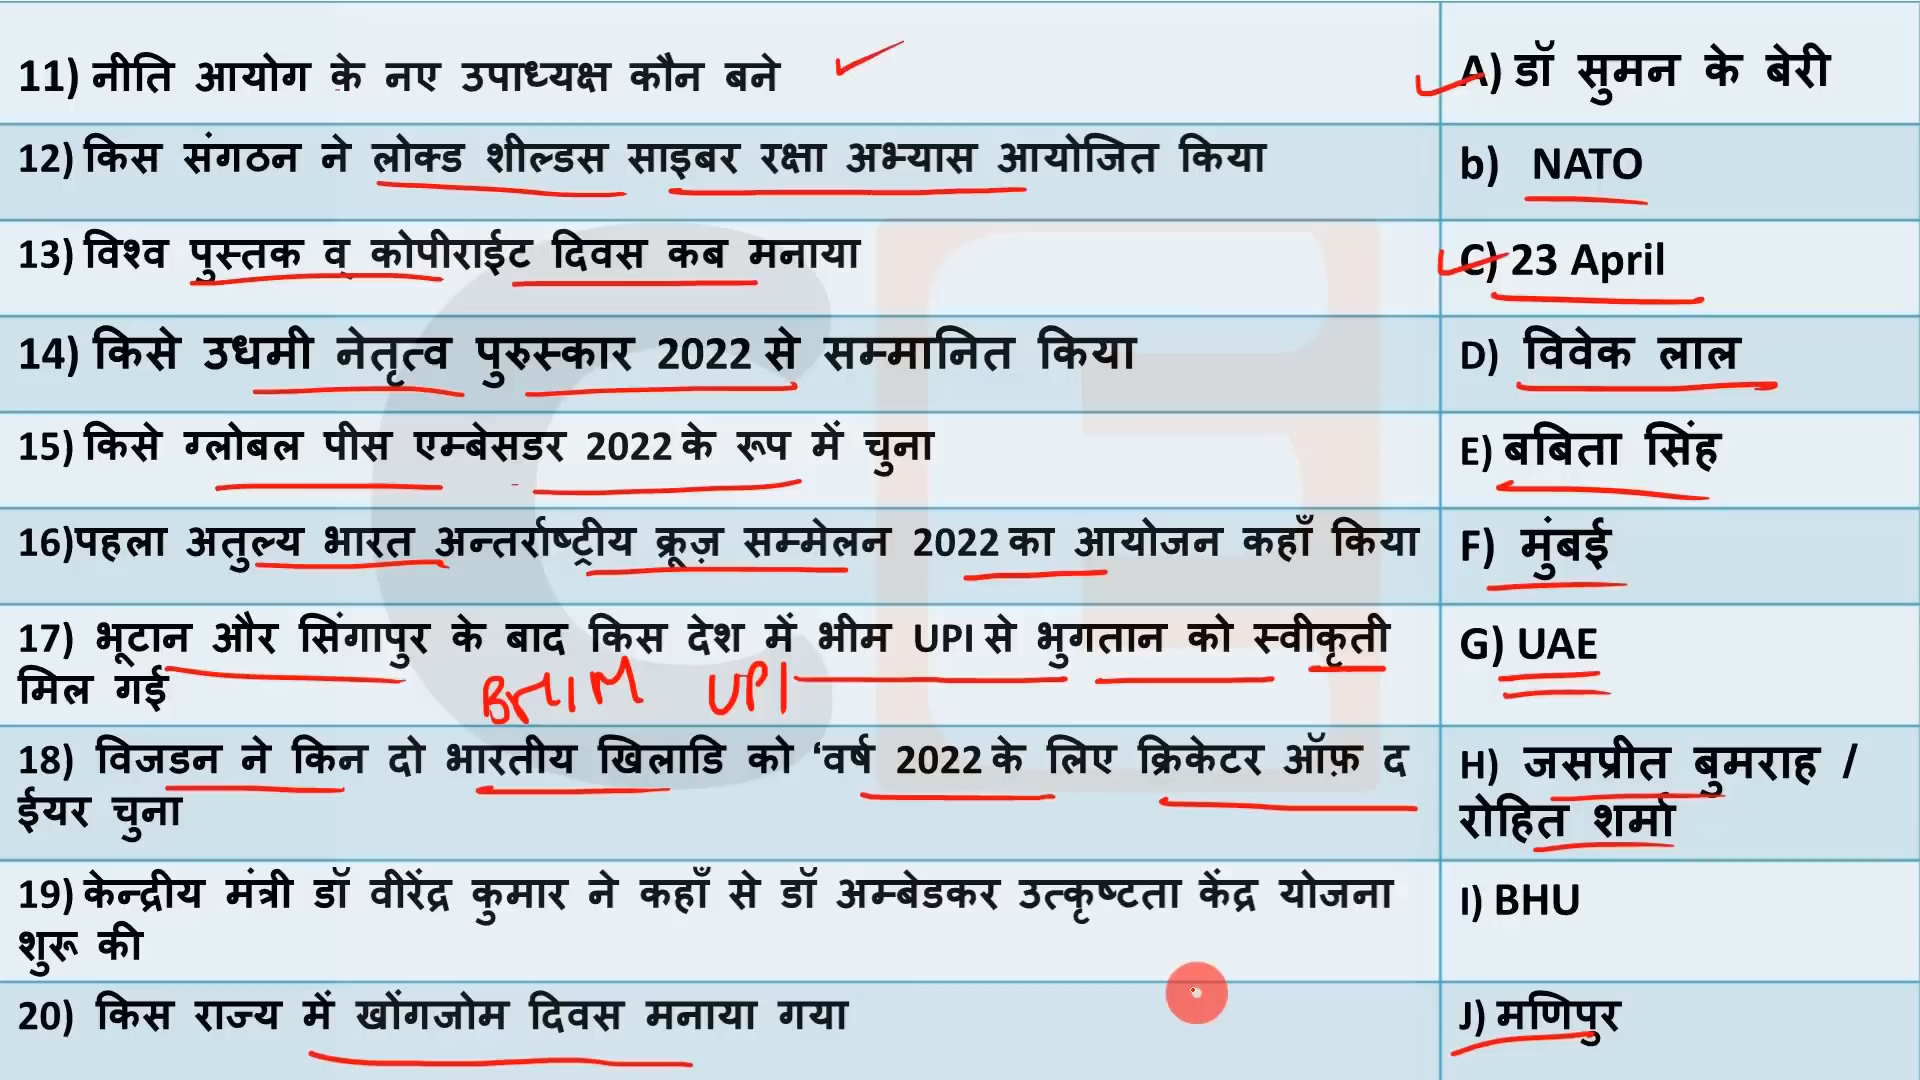 11) नीति आयोग के नए उपाध्यक्ष कौन बने
A) डॉ सुमन के बेरी
12) किस संगठन ने लोक्ड शील्डस साइबर रक्षा अभ्यास आयोजित किया
b) NATO
13) विश्व पुस्तक व कोपीराईट दिवस कब मनाया
C) 23 April
14) किसे उधमी नेतृत्व पुरुस्कार 2022 से सम्मानित किया
D) विवेक लाल
15) किसे ग्लोबल पीस एम्बेसडर 2022 के रूप में चुना
E) बबिता सिंह
16)पहला अतुल्य भारत अन्तर्राष्ट्रीय क्रूज़ सम्मेलन 2022 का आयोजन कहाँ किया
F) मुंबई
17) भूटान और सिंगापुर के बाद किस देश में भीम UPI से भुगतान को स्वीकृती
मिल गई
BHIM UPI
G) UAE
18) विजडन ने किन दो भारतीय खिलाडि को ‘वर्ष 2022 के लिए क्रिकेटर ऑफ़ द
ईयर चुना
H) जसप्रीत बुमराह /
रोहित शर्मा
19) केन्द्रीय मंत्री डॉ वीरेंद्र कुमार ने कहाँ से डॉ अम्बेडकर उत्कृष्टता केंद्र योजना
शुरू की
I) BHU
20) किस राज्य में खोंगजोम दिवस मनाया गया
J) मणिपुर